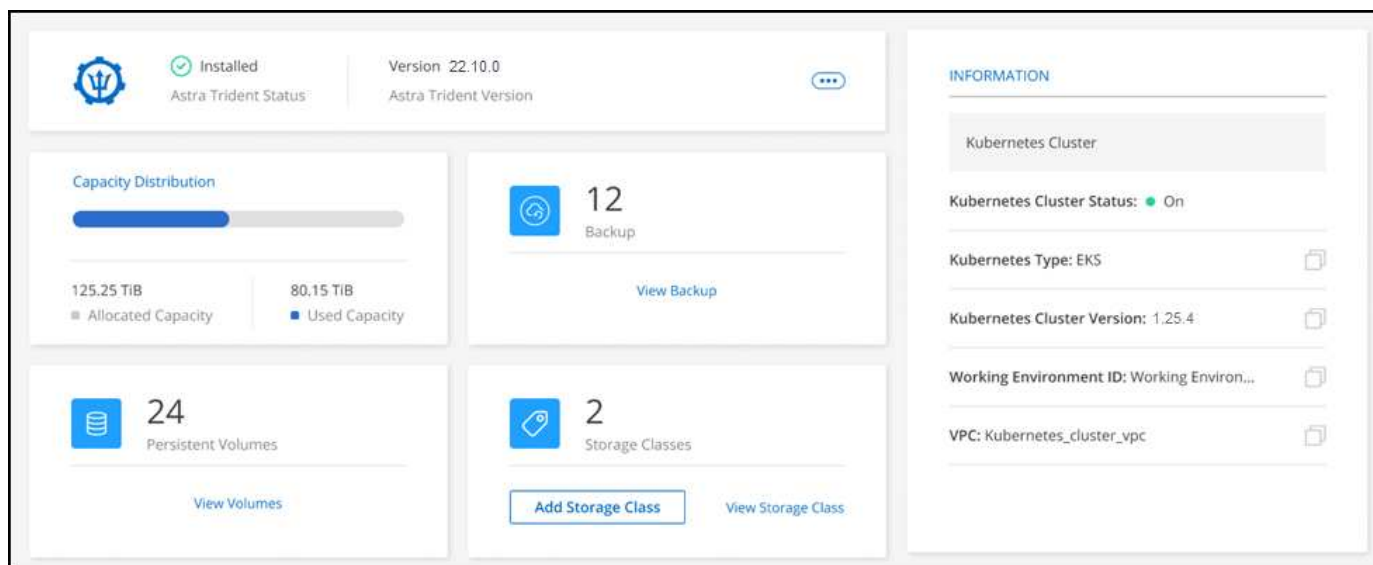 Installed
Astra Trident Status
Version 22.10.0
Astra Trident Version
Capacity Distribution
125.25 TiB
Allocated Capacity
80.15 TiB
Used Capacity
12
Backup
View Backup
24
Persistent Volumes
View Volumes
2
Storage Classes
Add Storage Class
View Storage Class
INFORMATION
Kubernetes Cluster
Kubernetes Cluster Status: On
Kubernetes Type: EKS
Kubernetes Cluster Version: 1.25.4
Working Environment ID: Working Environ...
VPC: Kubernetes_cluster_vpc